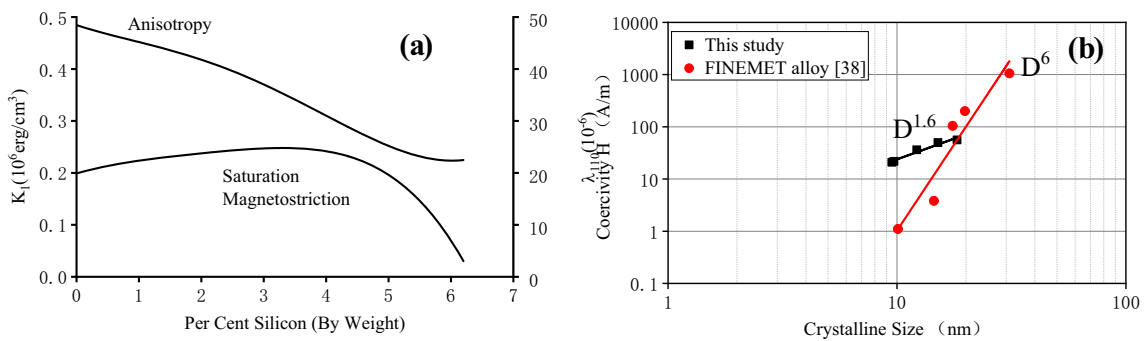 (a)
Anisotropy
Saturation
Magnetostriction
K1(10^6erg/cm^3)
0.5
0.4
0.3
0.2
0.1
0.0
0 1 2 3 4 5 6 7
Per Cent Silicon (By Weight)
50
40
30
20
10
0
λ110(10^-6)
(b)
This study
FINEMET alloy [38]
D^6
D^1.6
Coercivity H (A/m)
10000
1000
100
10
1
0.1
1 10 100
Crystalline Size (nm)